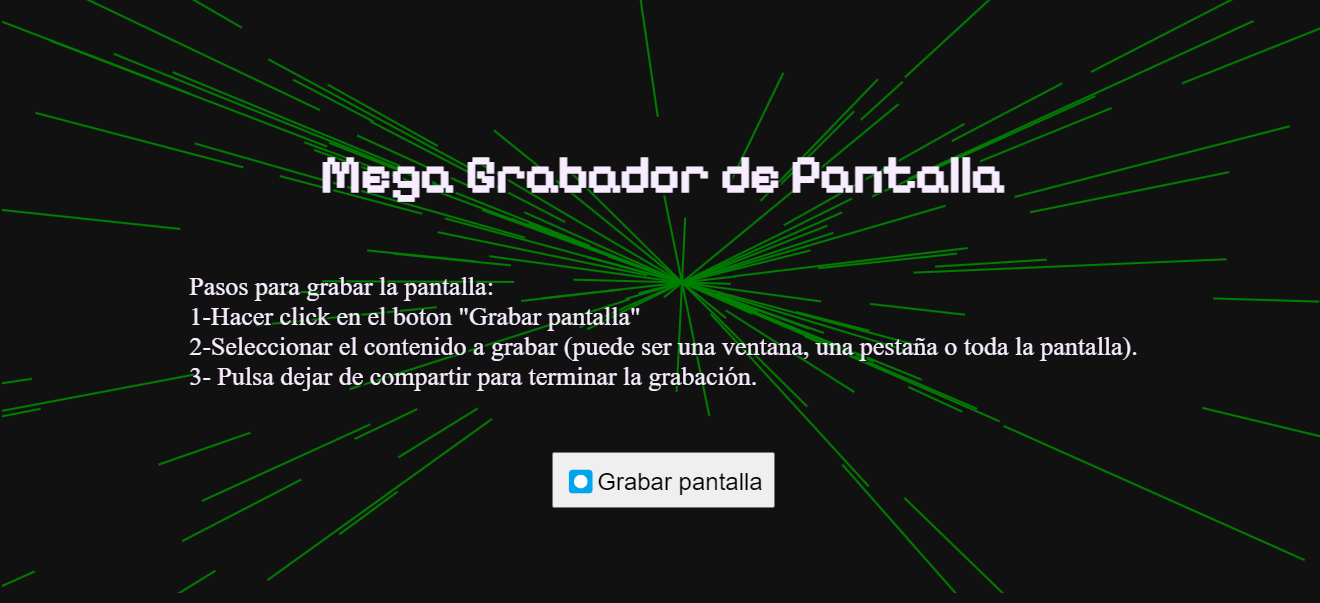 Mega Grabador de Pantalla
Pasos para grabar la pantalla:
1-Hacer click en el boton "Grabar pantalla"
2-Seleccionar el contenido a grabar (puede ser una ventana, una pestaña o toda la pantalla).
3- Pulsa dejar de compartir para terminar la grabación.
Grabar pantalla